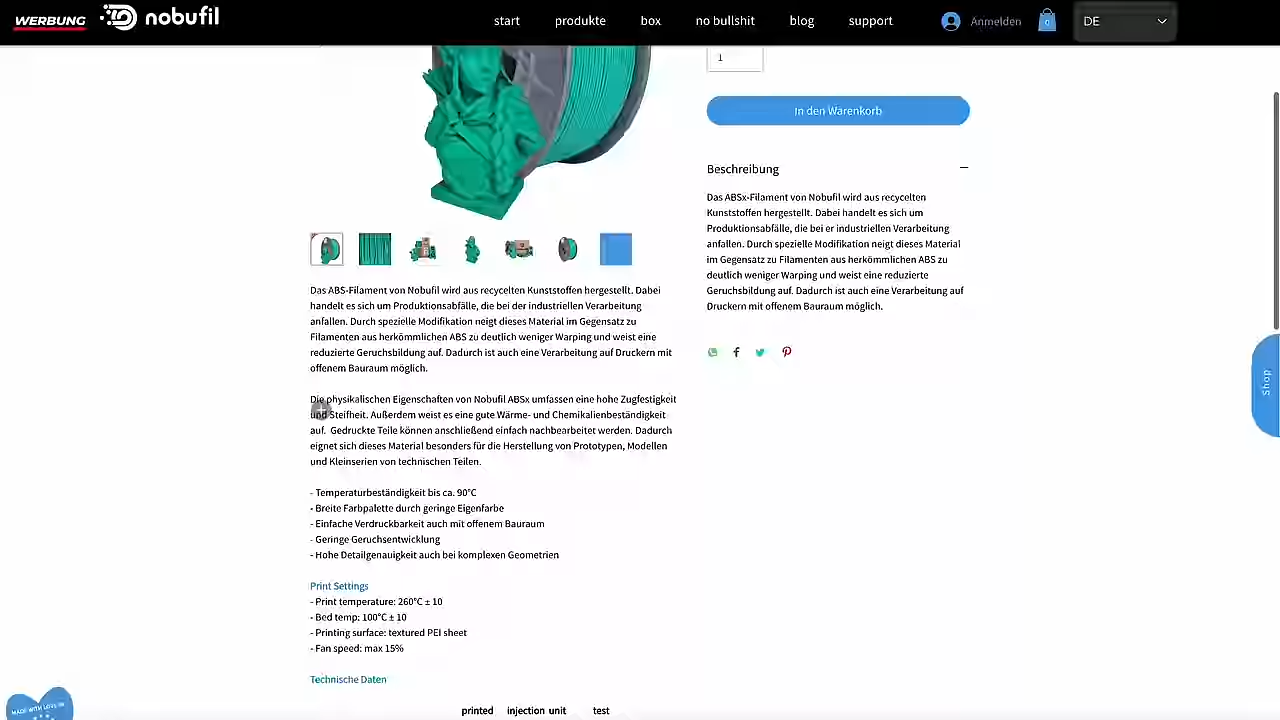 WERBUNG
nobufil
start produkte box no bullshit blog support
Anmelden
0
DE
1
In den Warenkorb
Beschreibung
Das ABSx-Filament von Nobufil wird aus recycelten
Kunststoffen hergestellt. Dabei handelt es sich um
Produktionsabfälle, die bei er industriellen Verarbeitung
anfallen. Durch spezielle Modifikation neigt dieses Material
im Gegensatz zu Filamenten aus herkömmlichen ABS zu
deutlich weniger Warping und weist eine reduzierte
Geruchsbildung auf. Dadurch ist auch eine Verarbeitung auf
Druckern mit offenem Bauraum möglich.
Das ABS-Filament von Nobufil wird aus recycelten Kunststoffen hergestellt. Dabei
handelt es sich um Produktionsabfälle, die bei der industriellen Verarbeitung
anfallen. Durch spezielle Modifikation neigt dieses Material im Gegensatz zu
Filamenten aus herkömmlichen ABS zu deutlich weniger Warping und weist eine
reduzierte Geruchsbildung auf. Dadurch ist auch eine Verarbeitung auf Druckern mit
offenem Bauraum möglich.
Die physikalischen Eigenschaften von Nobufil ABSx umfassen eine hohe Zugfestigkeit
und Steifheit. Außerdem weist es eine gute Wärme- und Chemikalienbeständigkeit
auf. Gedruckte Teile können anschließend einfach nachbearbeitet werden. Dadurch
eignet sich dieses Material besonders für die Herstellung von Prototypen, Modellen
und Kleinserien von technischen Teilen.
- Temperaturbeständigkeit bis ca. 90°C
- Breite Farbpalette durch geringe Eigenfarbe
- Einfache Verdruckbarkeit auch mit offenem Bauraum
- Geringe Geruchsentwicklung
- Hohe Detailgenauigkeit auch bei komplexen Geometrien
Print Settings
- Print temperature: 260°C ± 10
- Bed temp: 100°C ± 10
- Printing surface: textured PEI sheet
- Fan speed: max 15%
Technische Daten
printed injection unit test
Shop
MADE WITH LOVE IN